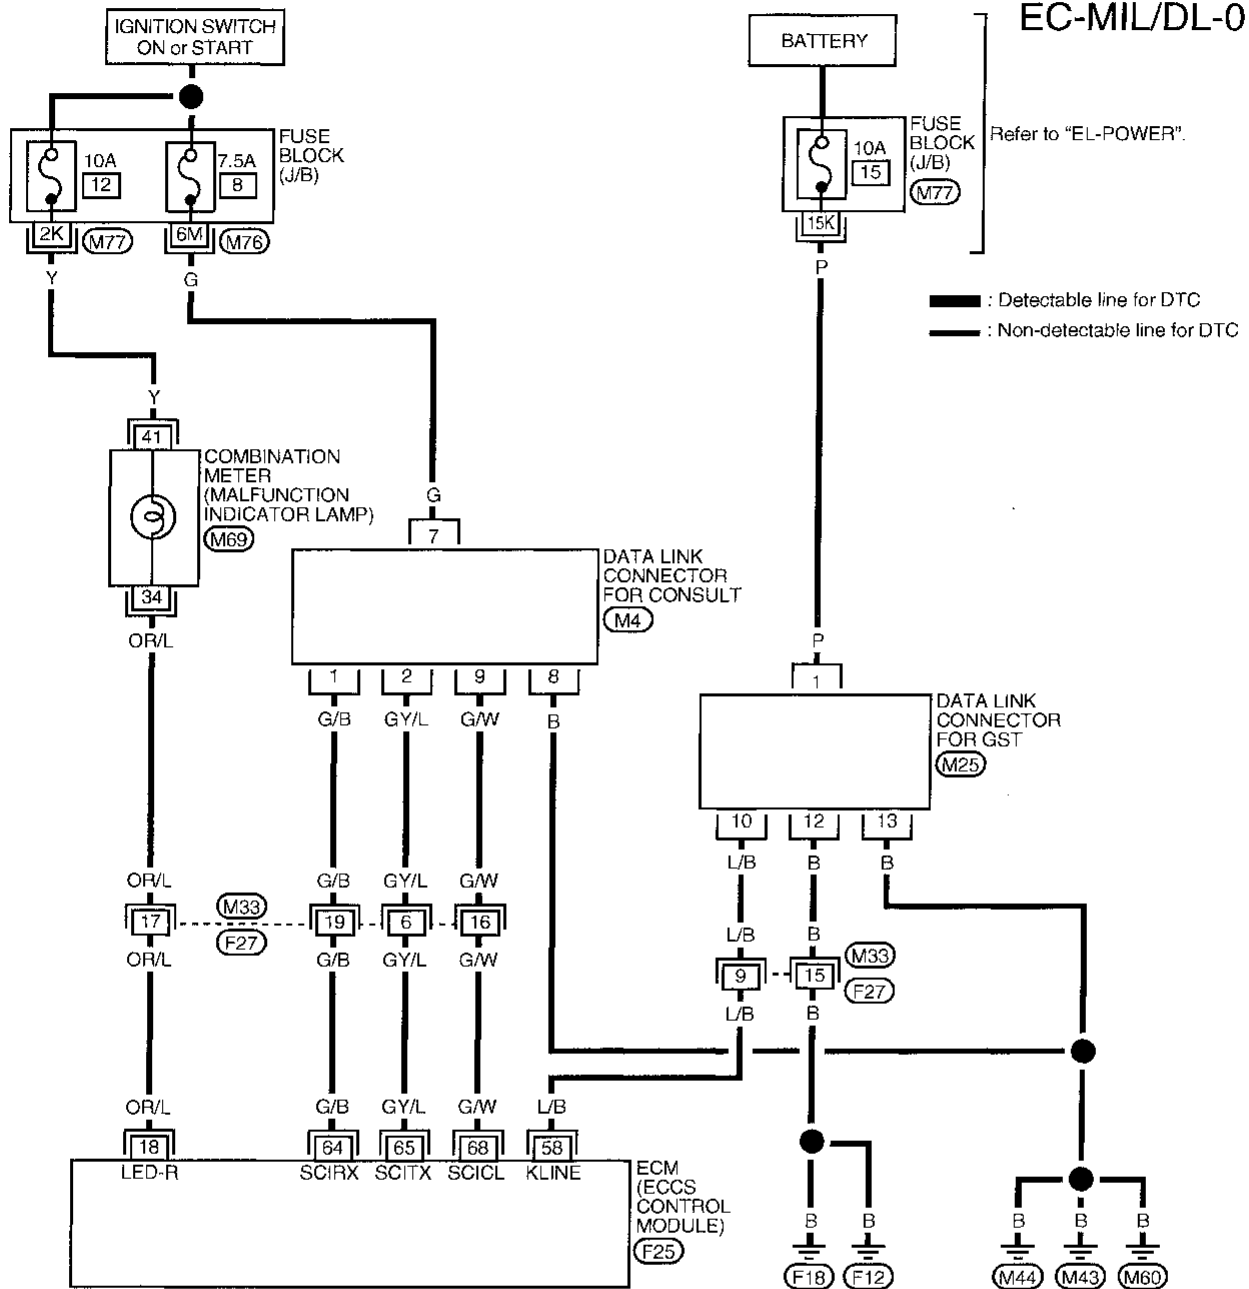 EC-MIL/DL-0
IGNITION SWITCH
ON or START
BATTERY
Refer to "EL-POWER".
FUSE
BLOCK
(J/B)
10A
12
7.5A
8
FUSE
BLOCK
(J/B)
10A
15
M77
2K
M77
6M
M76
15K
Y
G
P
: Detectable line for DTC
: Non-detectable line for DTC
Y
41
COMBINATION
METER
(MALFUNCTION
INDICATOR LAMP)
M69
34
OR/L
G
7
DATA LINK
CONNECTOR
FOR CONSULT
M4
P
1
1
2
9
8
G/B
GY/L
G/W
B
DATA LINK
CONNECTOR
FOR GST
M25
10
12
13
L/B
B
B
OR/L
G/B
GY/L
G/W
17
M33
F27
19
6
16
OR/L
G/B
GY/L
G/W
L/B
B
9
15
M33
F27
L/B
B
OR/L
G/B
GY/L
G/W
L/B
18
64
65
68
58
LED-R
SCIRX
SCITX
SCICL
KLINE
ECM
(ECCS
CONTROL
MODULE)
F25
B
B
B
B
B
F18
F12
M44
M43
M60